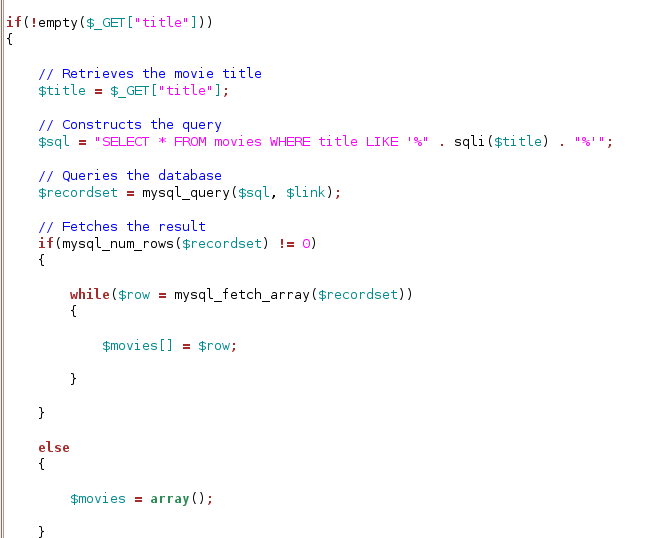 if(!empty($_GET["title"]))
{
// Retrieves the movie title
$title = $_GET["title"];
// Constructs the query
$sql = "SELECT * FROM movies WHERE title LIKE '%" . sqli($title) . "%'";
// Queries the database
$recordset = mysql_query($sql, $link);
// Fetches the result
if(mysql_num_rows($recordset) != 0)
{
while($row = mysql_fetch_array($recordset))
{
$movies[] = $row;
}
}
else
{
$movies = array();
}